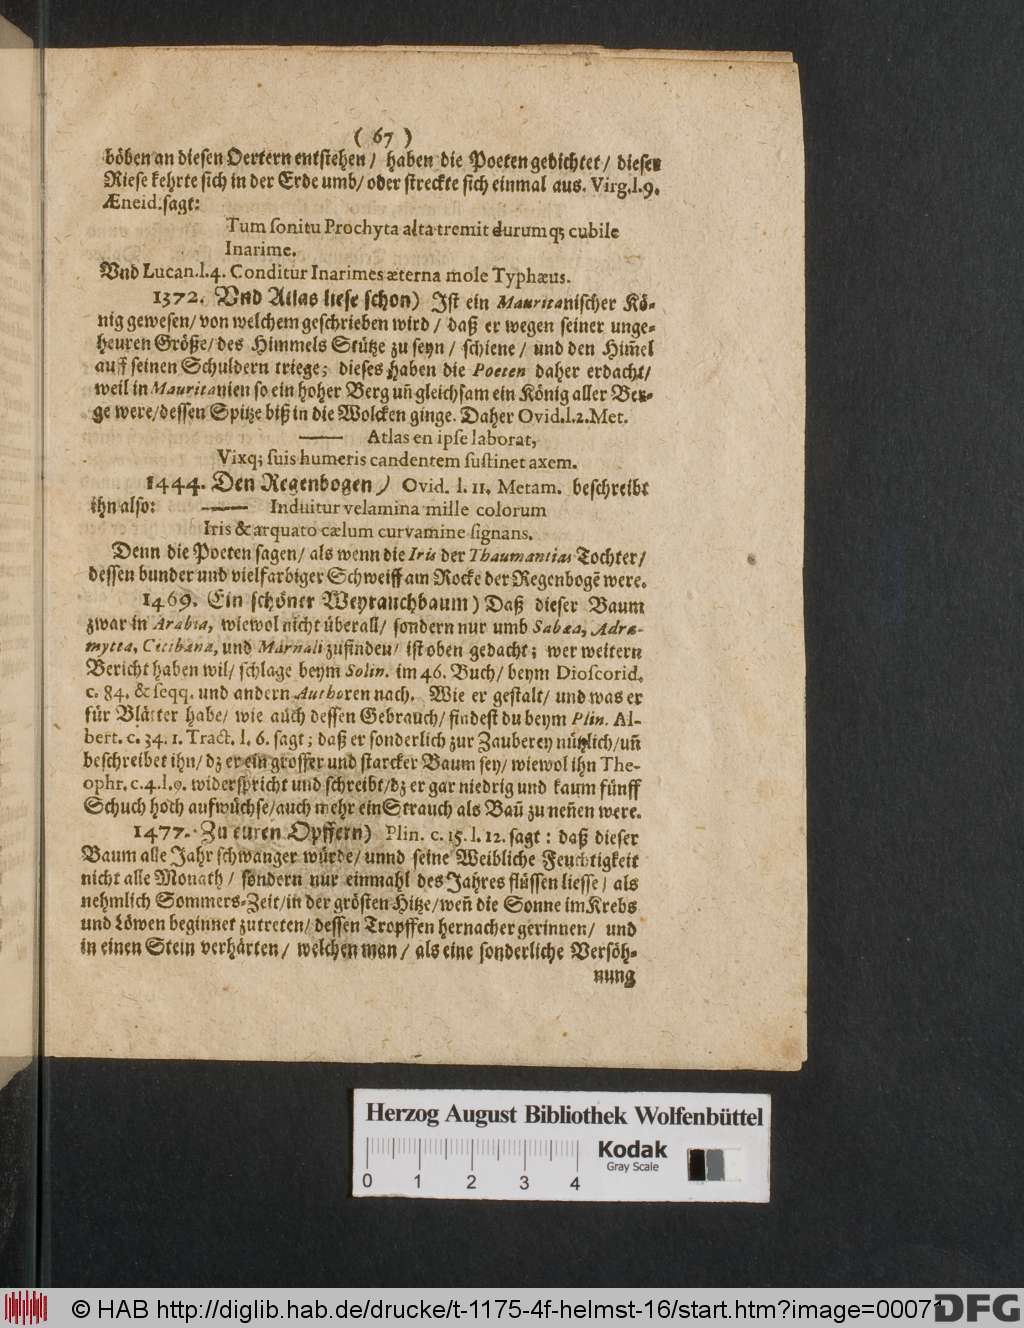 ( 67 )
böben an diesen Oertern entstehen / haben die Poeten gedichtet / dieser
Riese kehrte sich in der Erde umb / oder streckte sich einmal aus. Virg. l. 9.
Æneid. sagt:
Tum sonitu Prochyta alta tremit durumq; cubile
Inarime.
Und Lucan. l. 4. Conditur Inarimes æterna mole Typhæus.
1372. Und Atlas liese schon) Ist ein Mauritanischer Kö-
nig gewesen / von welchem geschrieben wird / daß er wegen seiner unge-
heuren Größe / des Himmels Stütze zu seyn / schiene / und den Him̃el
auff seinen Schuldern triege; dieses haben die Poeten daher erdacht /
weil in Mauritanien so ein hoher Berg uñ gleichsam ein König aller Ber-
ge were / dessen Spitze biß in die Wolcken ginge. Daher Ovid. l. 2. Met.
—— Atlas en ipse laborat,
Vixq; suis humeris candentem sustinet axem.
1444. Den Regenbogen) Ovid. l. 11. Metam. beschreibt
ihn also: —— Induitur velamina mille colorum
Iris & arquato cælum curvamine signans.
Denn die Poeten sagen / als wenn die Iris der Thaumantias Tochter /
dessen bunder und vielfarbiger Schweiff am Rocke der Regenbogẽ were.
1469. Ein schöner Weyrauchbaum) Daß dieser Baum
zwar in Arabia, wiewol nicht überall / sondern nur umb Sabæa, Adra-
mytta, Citibana, und Marnali zufinden / ist oben gedacht; wer weitern
Bericht haben wil / schlage beym Solin. im 46. Buch / beym Dioscorid.
c. 84. & seqq. und andern Authoren nach. Wie er gestalt / und was er
für Blätter habe / wie auch dessen Gebrauch / findest du beym Plin. Al-
bert. c. 34. 1. Tract. l. 6. sagt; daß er sonderlich zur Zauberey nützlich / uñ
beschreibet ihn / dz er ein grosser und starcker Baum sey / wiewol ihn The-
ophr. c. 4. l. 9. widerspricht und schreibt / dz er gar niedrig und kaum fünff
Schuch hoch aufwüchse / auch mehr ein Strauch als Baũ zu neñen were.
1477. Zu euren Opffern) Plin. c. 15. l. 12. sagt: daß dieser
Baum alle Jahr schwanger würde / unnd seine Weibliche Feuchtigkeit
nicht alle Monath / sondern nur einmahl des Jahres flüssen liesse / als
nehmlich Sommers-Zeit / in der grösten Hitze / weñ die Sonne im Krebs
und Löwen beginnet zutreten / dessen Tropffen hernacher gerinnen / und
in einen Stein verhärten / welchen man / als eine sonderliche Versöh-
nung
Herzog August Bibliothek Wolfenbüttel
Kodak
Gray Scale
0 1 2 3 4
© HAB http://diglib.hab.de/drucke/t-1175-4f-helmst-16/start.htm?image=00071
DFG